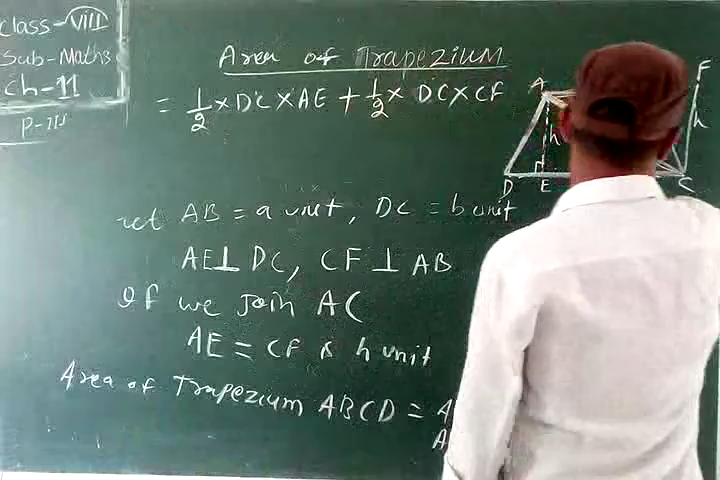 Class-VIII
Sub-Maths
Ch-11
P-III
Area of Trapezium
= 1/2 × DC × AE + 1/2 × DC × CF
Let AB = a unit, DC = b unit
AE ⊥ DC, CF ⊥ AB
If we Join AC
AE = CF h unit
Area of Trapezium ABCD = A
A
A
F
h
h
D
E
C